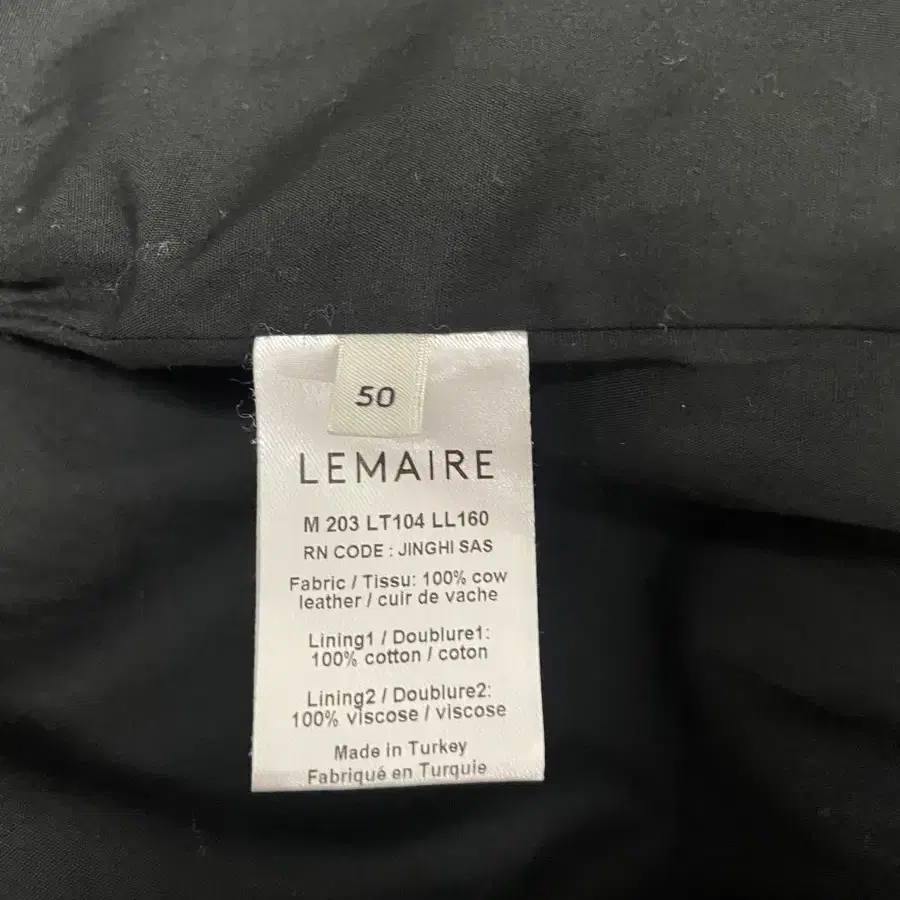 50
LEMAIRE
M 203 LT104 LL160
RN CODE : JINGHI SAS
Fabric / Tissu: 100% cow
leather / cuir de vache
Lining1 / Doublure1:
100% cotton / coton
Lining2 / Doublure2:
100% viscose / viscose
Made in Turkey
Fabriqué en Turquie